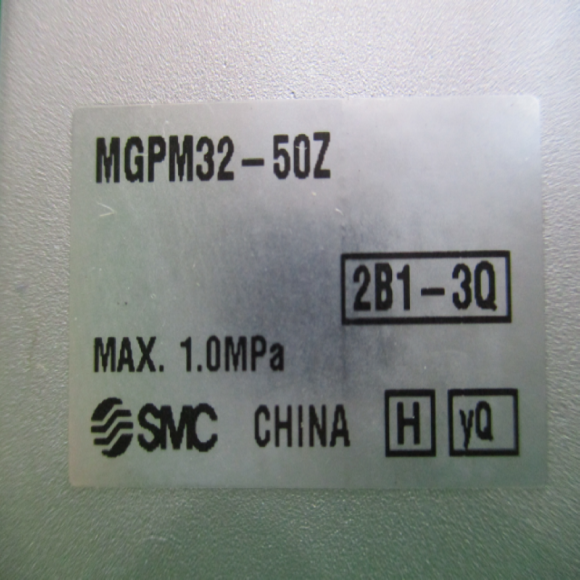 MGPM32-50Z
2B1-3Q
MAX. 1.0MPa
SMC CHINA H yQ